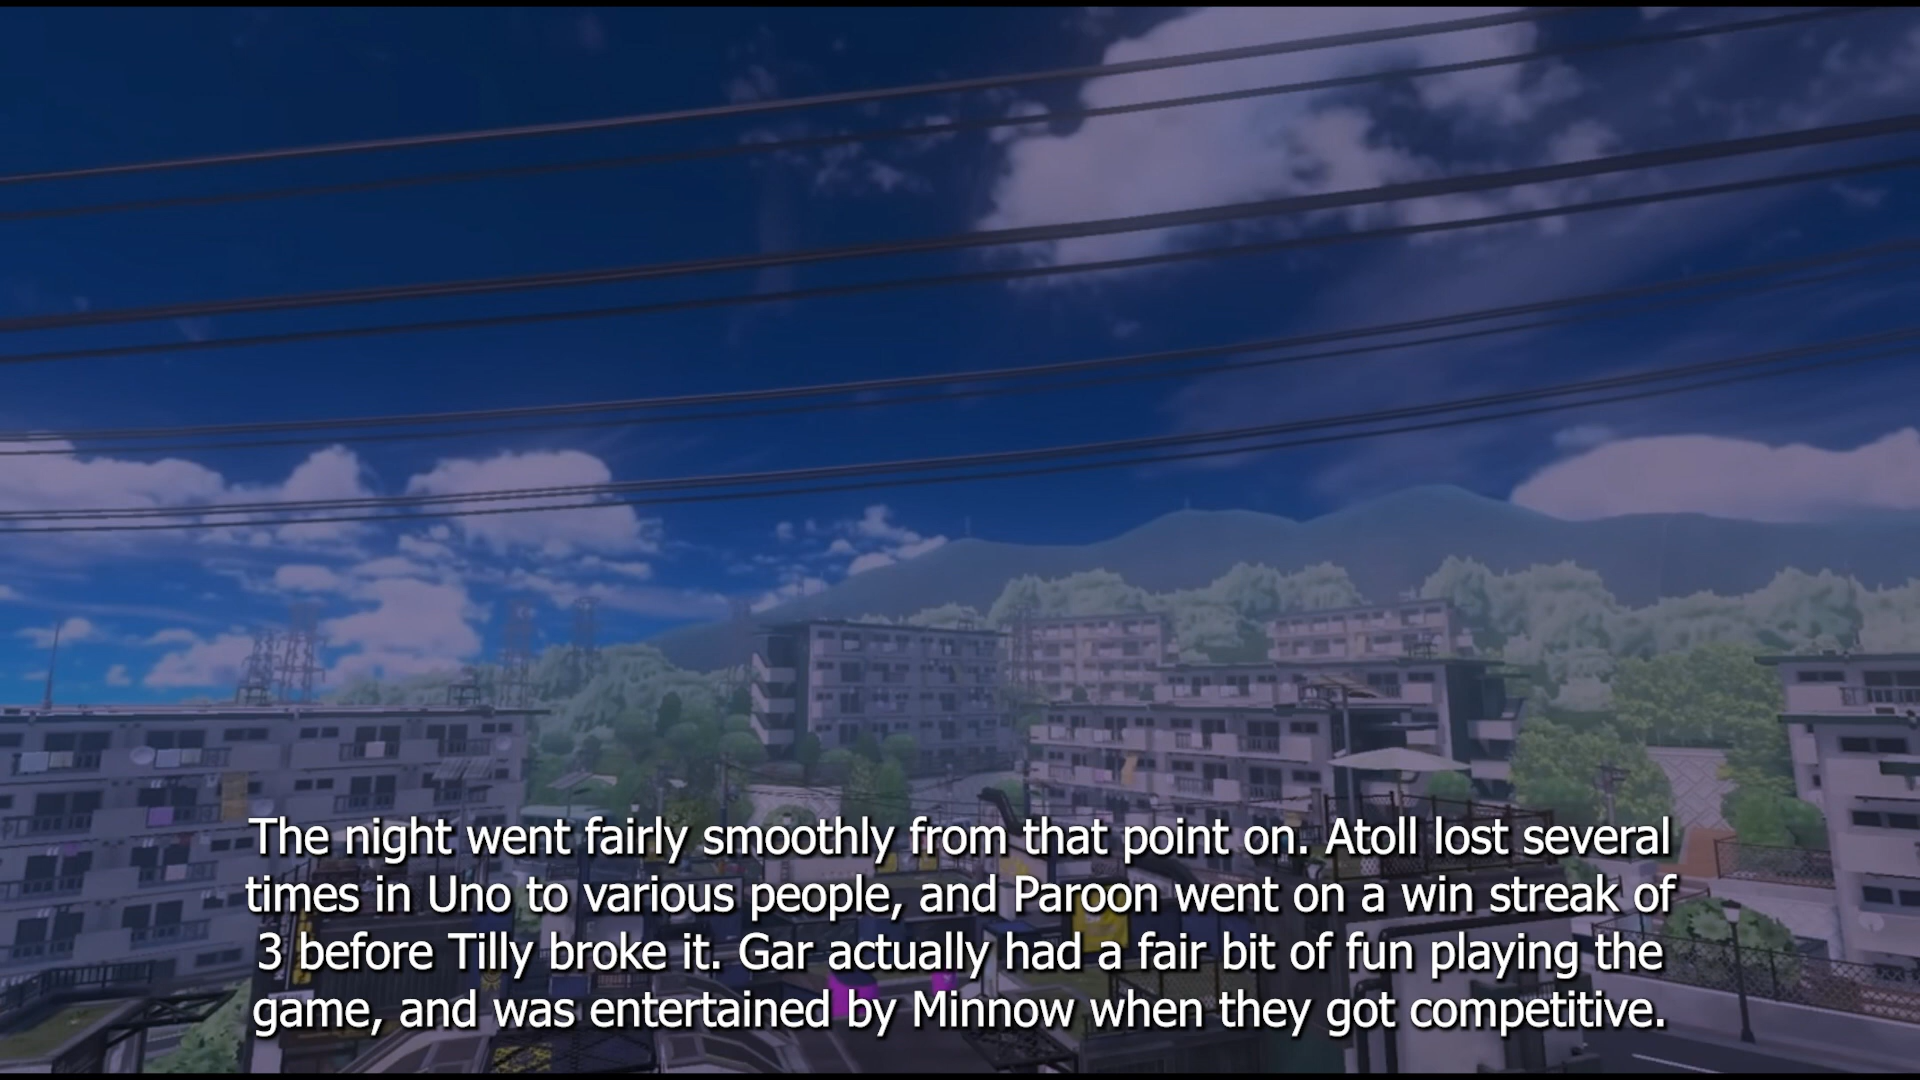 The night went fairly smoothly from that point on. Atoll lost several
times in Uno to various people, and Paroon went on a win streak of
3 before Tilly broke it. Gar actually had a fair bit of fun playing the
game, and was entertained by Minnow when they got competitive.